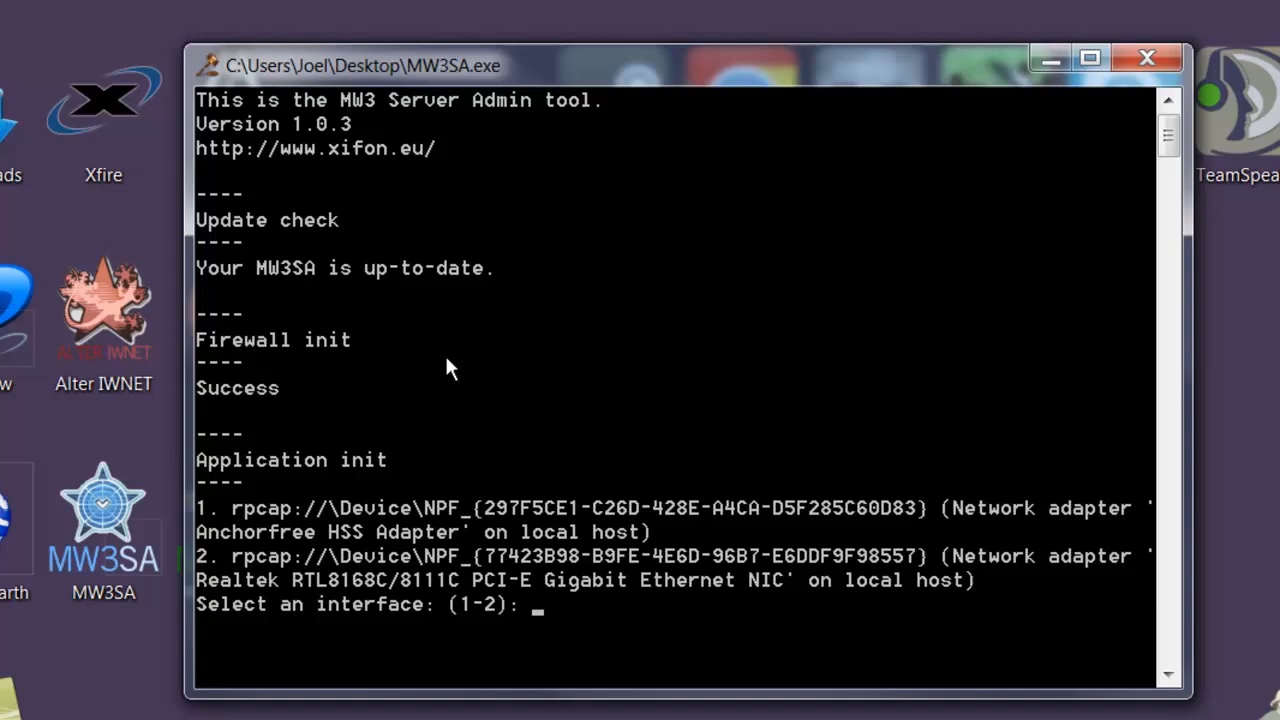 C:\Users\Joel\Desktop\MW3SA.exe
This is the MW3 Server Admin tool.
Version 1.0.3
http://www.xifon.eu/
----
Update check
----
Your MW3SA is up-to-date.
----
Firewall init
----
Success
----
Application init
----
1. rpcap://\Device\NPF_{297F5CE1-C26D-428E-A4CA-D5F285C60D83} (Network adapter '
Anchorfree HSS Adapter' on local host)
2. rpcap://\Device\NPF_{77423B98-B9FE-4E6D-96B7-E6DDF9F98557} (Network adapter '
Realtek RTL8168C/8111C PCI-E Gigabit Ethernet NIC' on local host)
Select an interface: (1-2): _
ads
Xfire
TeamSpea
ALTER IWNET
w
Alter IWNET
MW3SA
arth
MW3SA